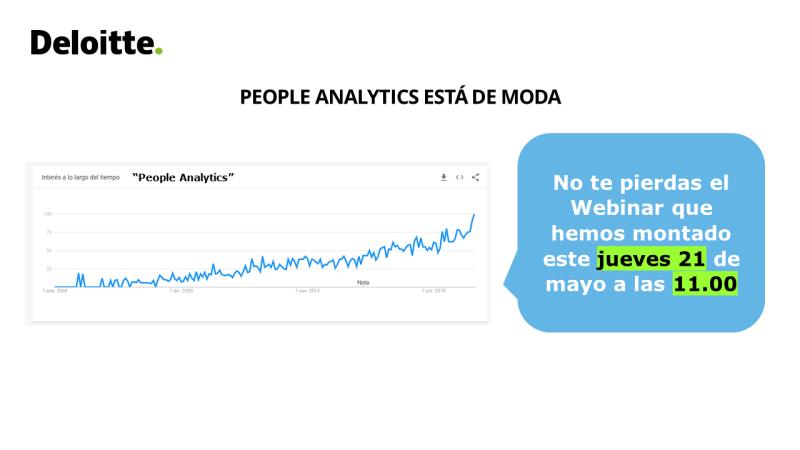 Deloitte.
PEOPLE ANALYTICS ESTÁ DE MODA
Interés a lo largo del tiempo "People Analytics"
100
75
50
25
Nota
1 ene. 2004 1 dic. 2008 1 nov. 2013 1 oct. 2018
No te pierdas el
Webinar que
hemos montado
este jueves 21 de
mayo a las 11.00